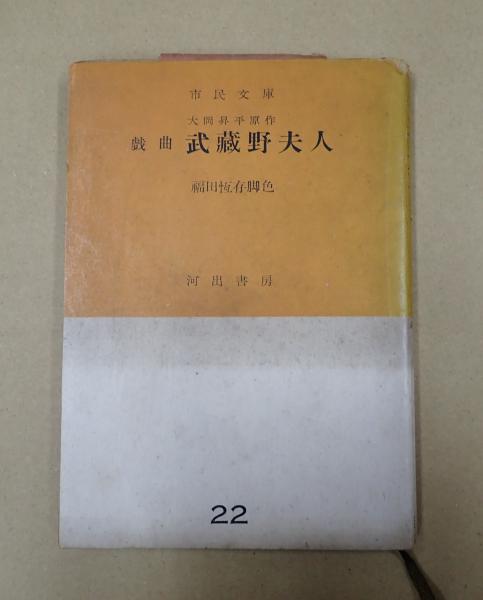 市民文庫
大岡昇平原作
戯曲 武藏野夫人
福田恆存脚色
河出書房
22